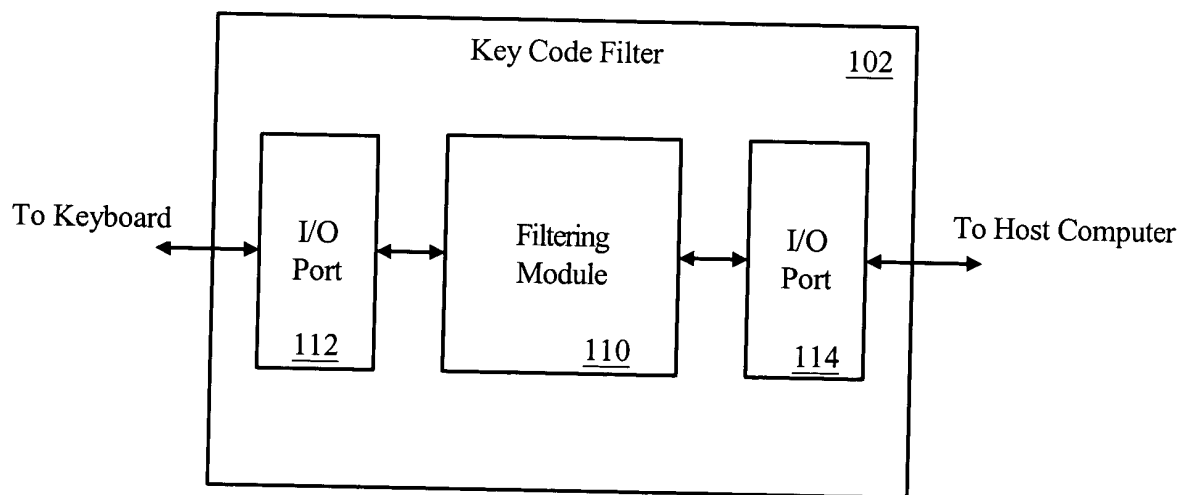 Key Code Filter
102
To Keyboard
I/O
Port
112
Filtering
Module
110
I/O
Port
114
To Host Computer